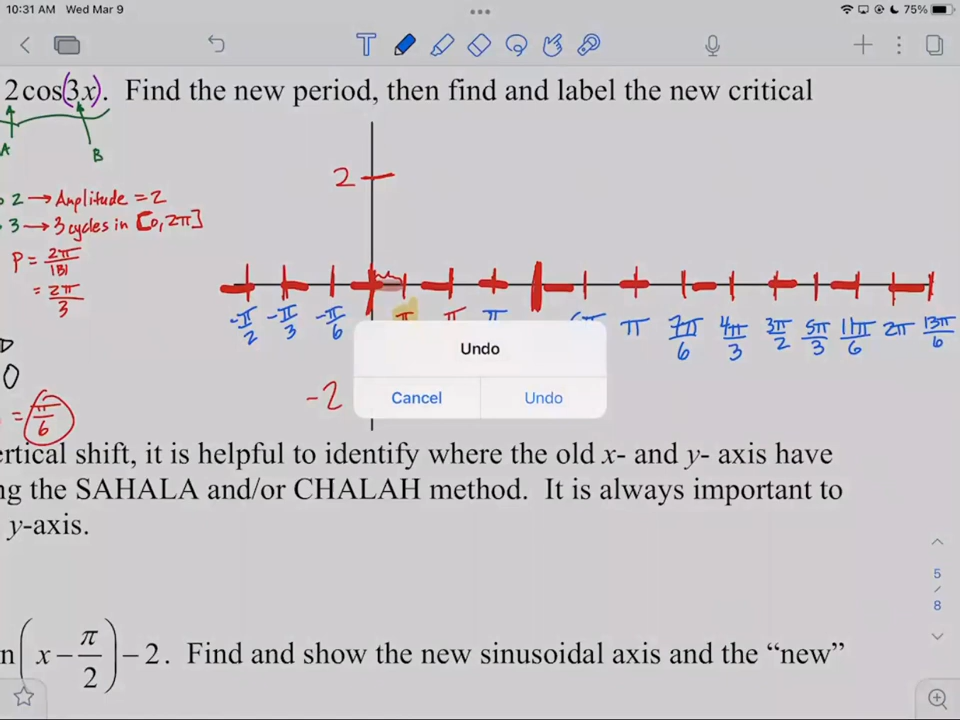 10:31 AM Wed Mar 9
75%
T
2cos(3x). Find the new period, then find and label the new critical
A
B
2 → Amplitude = 2
3 → 3 cycles in [0, 2π]
P = 2π/|B|
= 2π/3
0
= π/6
2
-π/2 -π/3 -π/6 π π π π 7π/6 4π/3 3π/2 5π/3 11π/6 2π 13π/6
-2
Undo
Cancel Undo
ertical shift, it is helpful to identify where the old x- and y- axis have
ng the SAHALA and/or CHALAH method. It is always important to
y-axis.
5
/
8
n(x − π/2) − 2. Find and show the new sinusoidal axis and the “new”